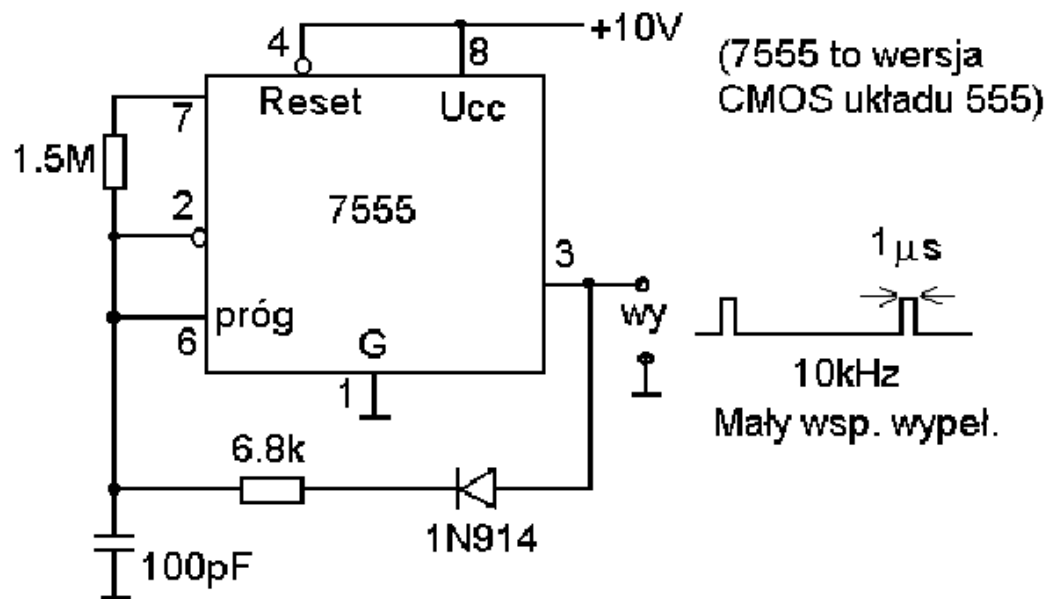 4
8
+10V
(7555 to wersja
CMOS układu 555)
7
Reset
Ucc
1.5M
2
7555
3
1μs
próg
wy
6
G
1
10kHz
Mały wsp. wypeł.
6.8k
1N914
100pF